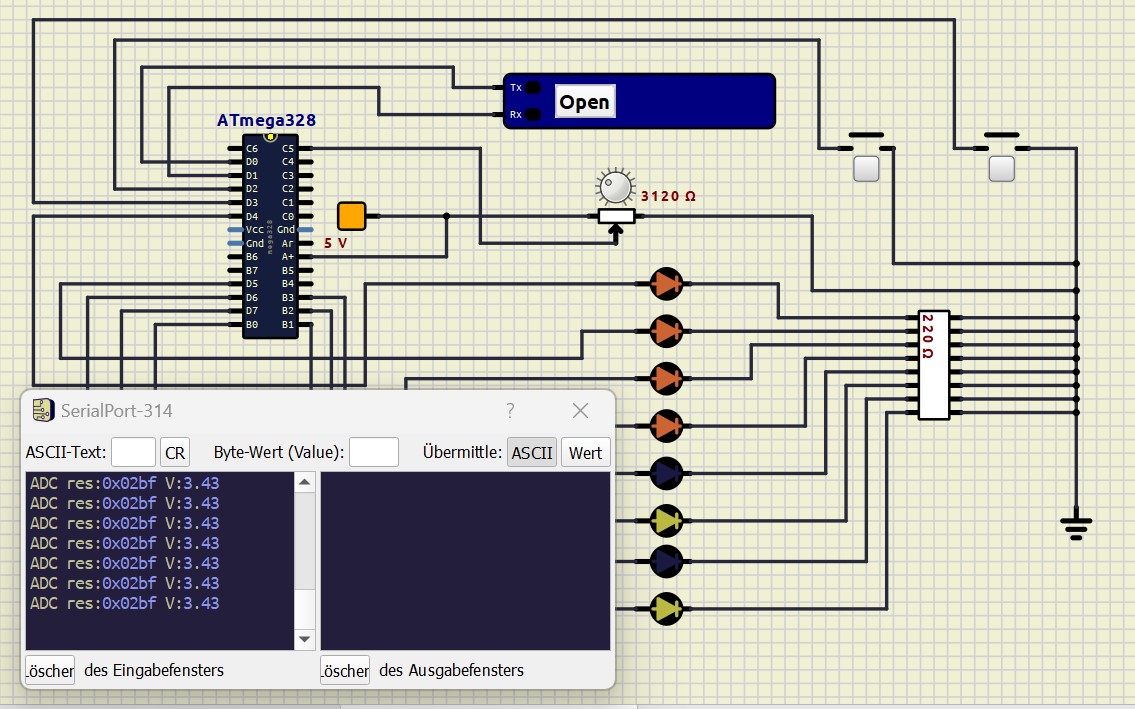 Tx
Open
Rx
ATmega328
C6 C5
D0 C4
D1 C3
D2 C2
D3 C1
D4 C0
Vcc Gnd
Gnd Ar
B6 A+
B7 B5
D5 B4
D6 B3
D7 B2
B0 B1
mega328
5 V
3120 Ω
220Ω
SerialPort-314
?
ASCII-Text: CR Byte-Wert (Value): Übermittle: ASCII Wert
ADC res:0x02bf V:3.43
ADC res:0x02bf V:3.43
ADC res:0x02bf V:3.43
ADC res:0x02bf V:3.43
ADC res:0x02bf V:3.43
ADC res:0x02bf V:3.43
ADC res:0x02bf V:3.43
Löscher des Eingabefensters Löscher des Ausgabefensters